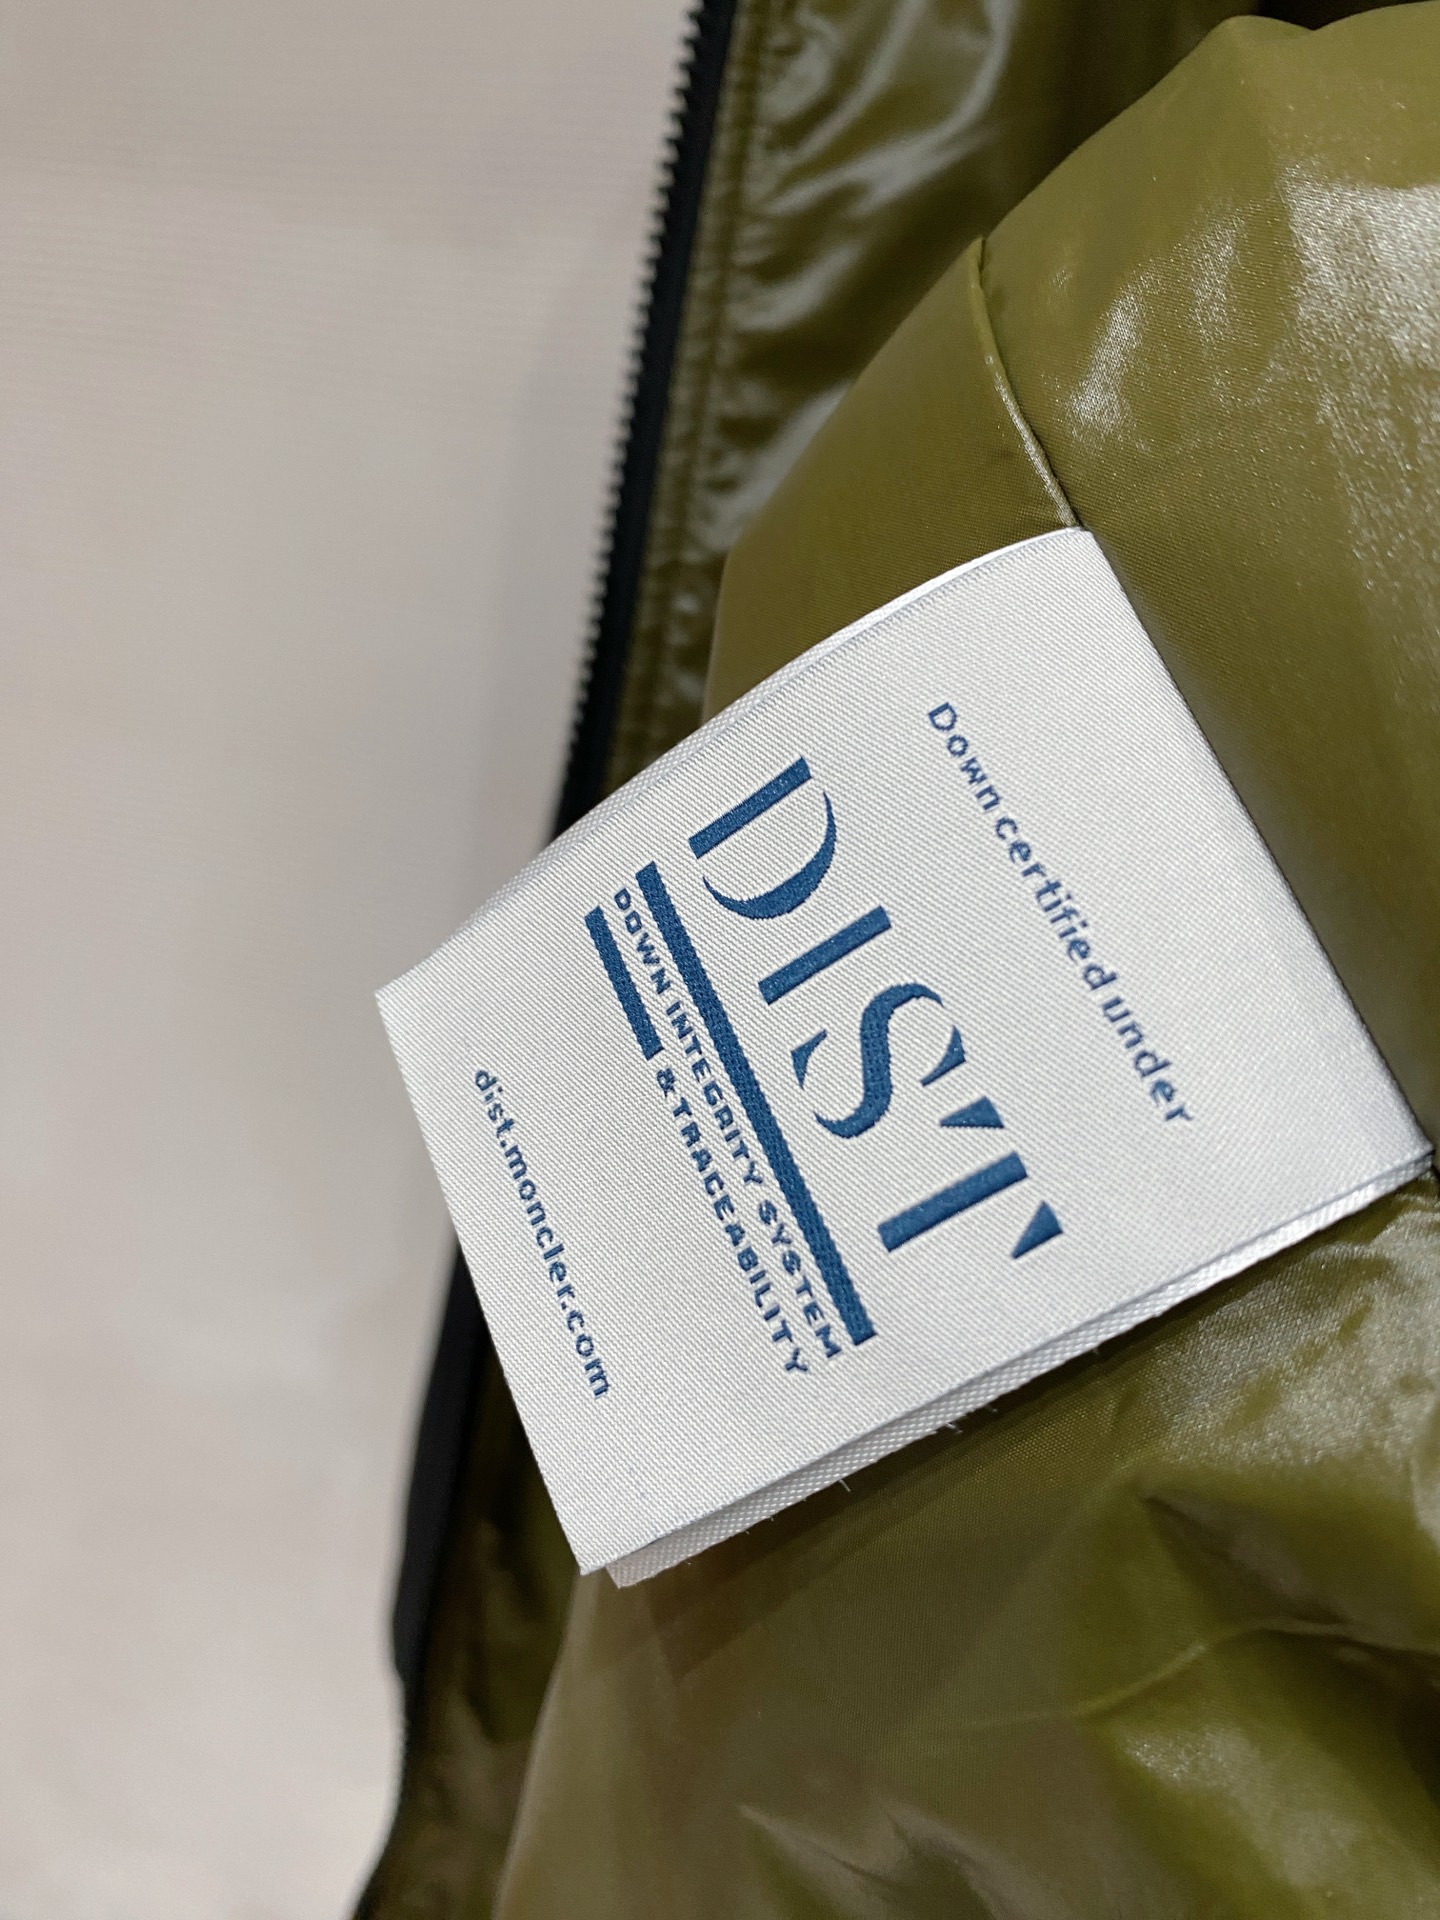 Down certified under
DIST
DOWN INTEGRITY SYSTEM
& TRACEABILITY
dist.moncler.com